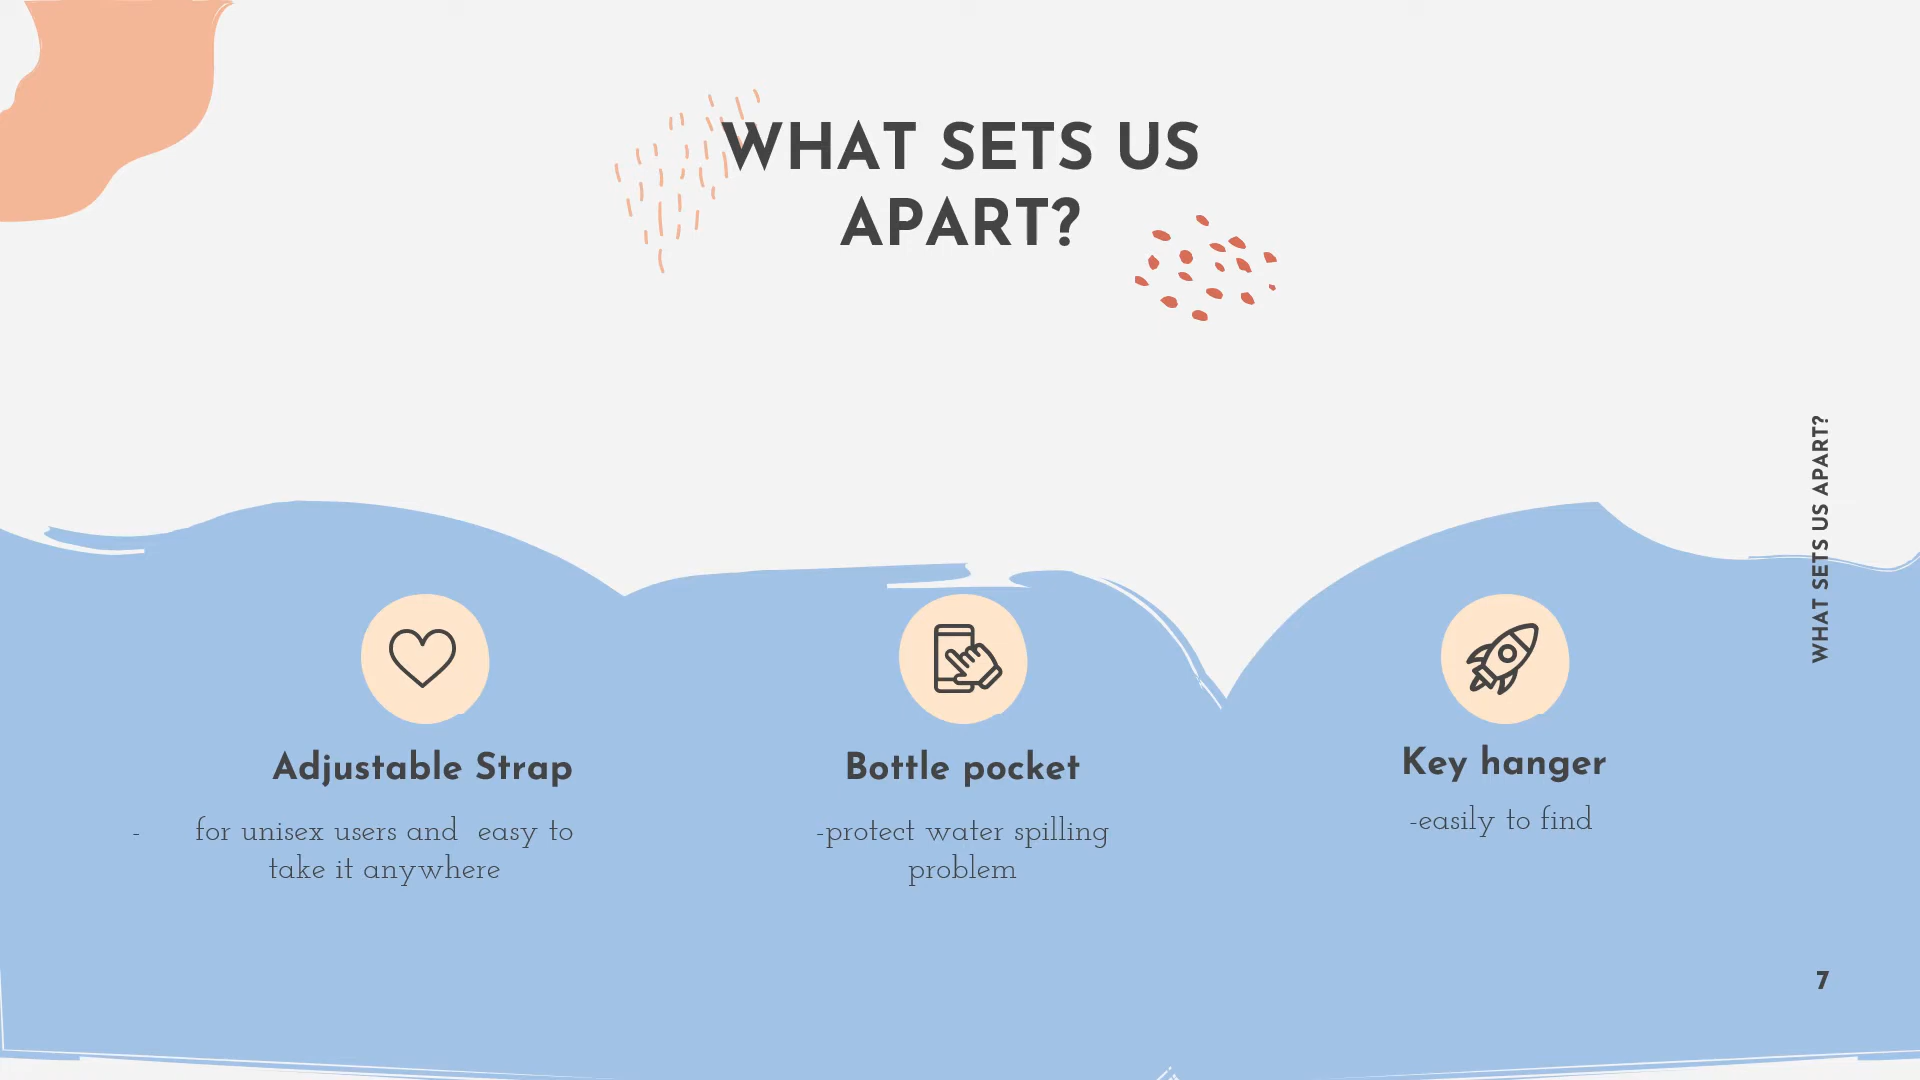 WHAT SETS US
APART?
WHAT SETS US APART?
Adjustable Strap
- for unisex users and easy to
take it anywhere
Bottle pocket
-protect water spilling
problem
Key hanger
-easily to find
7